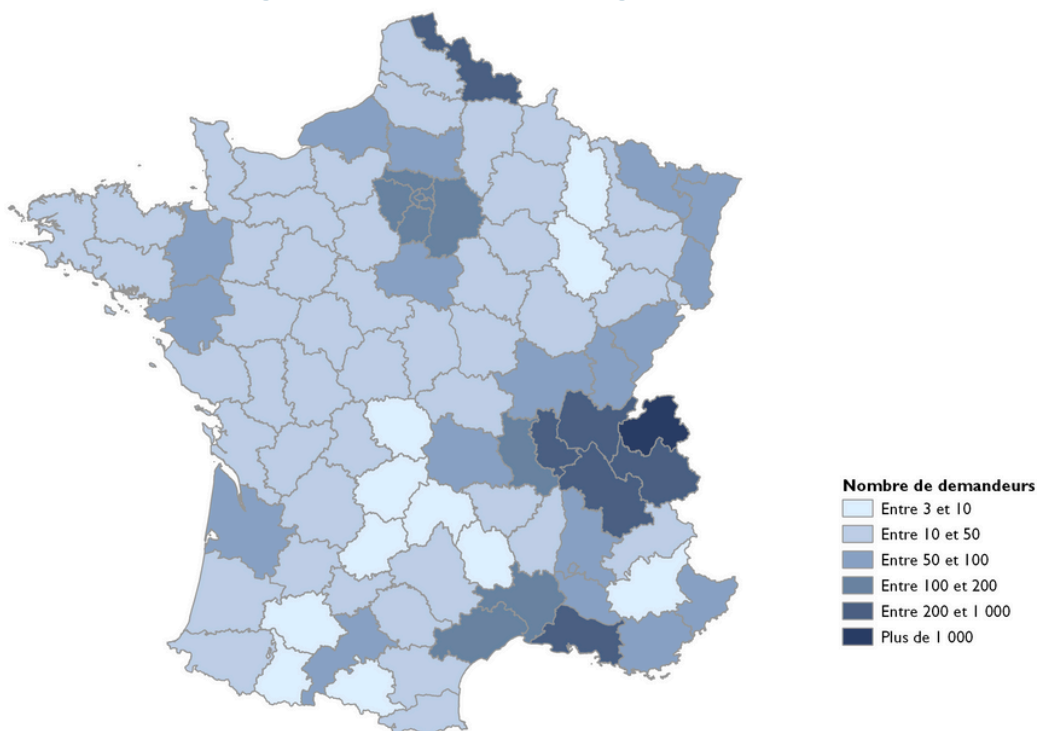 Nombre de demandeurs
Entre 3 et 10
Entre 10 et 50
Entre 50 et 100
Entre 100 et 200
Entre 200 et 1 000
Plus de 1 000